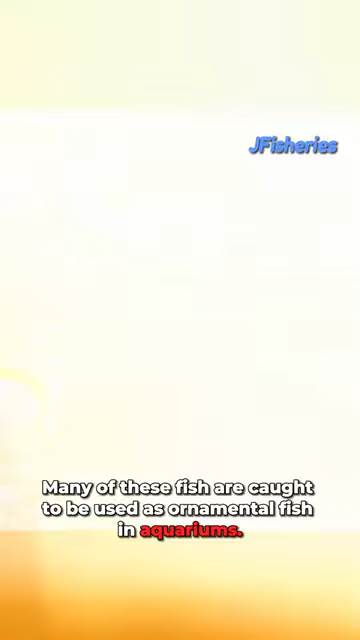 JFisheries
Many of these fish are caught
to be used as ornamental fish
in aquariums.